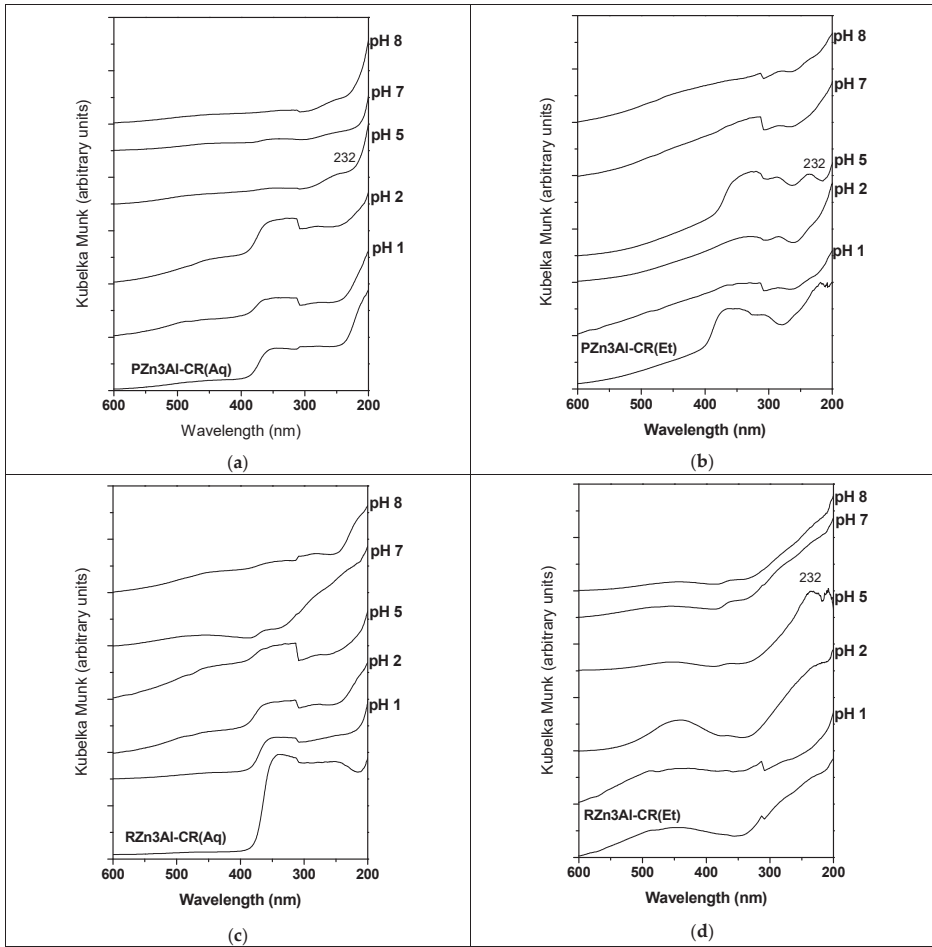 pH 8
pH 7
pH 5
232
pH 2
pH 1
PZn3Al-CR(Aq)
Kubelka Munk (arbitrary units)
600 500 400 300 200
Wavelength (nm)
(a)
pH 8
pH 7
232
pH 5
pH 2
pH 1
PZn3Al-CR(Et)
Kubelka Munk (arbitrary units)
600 500 400 300 200
Wavelength (nm)
(b)
pH 8
pH 7
pH 5
pH 2
pH 1
RZn3Al-CR(Aq)
Kubelka Munk (arbitrary units)
600 500 400 300 200
Wavelength (nm)
(c)
pH 8
pH 7
232
pH 5
pH 2
pH 1
RZn3Al-CR(Et)
Kubelka Munk (arbitrary units)
600 500 400 300 200
Wavelength (nm)
(d)